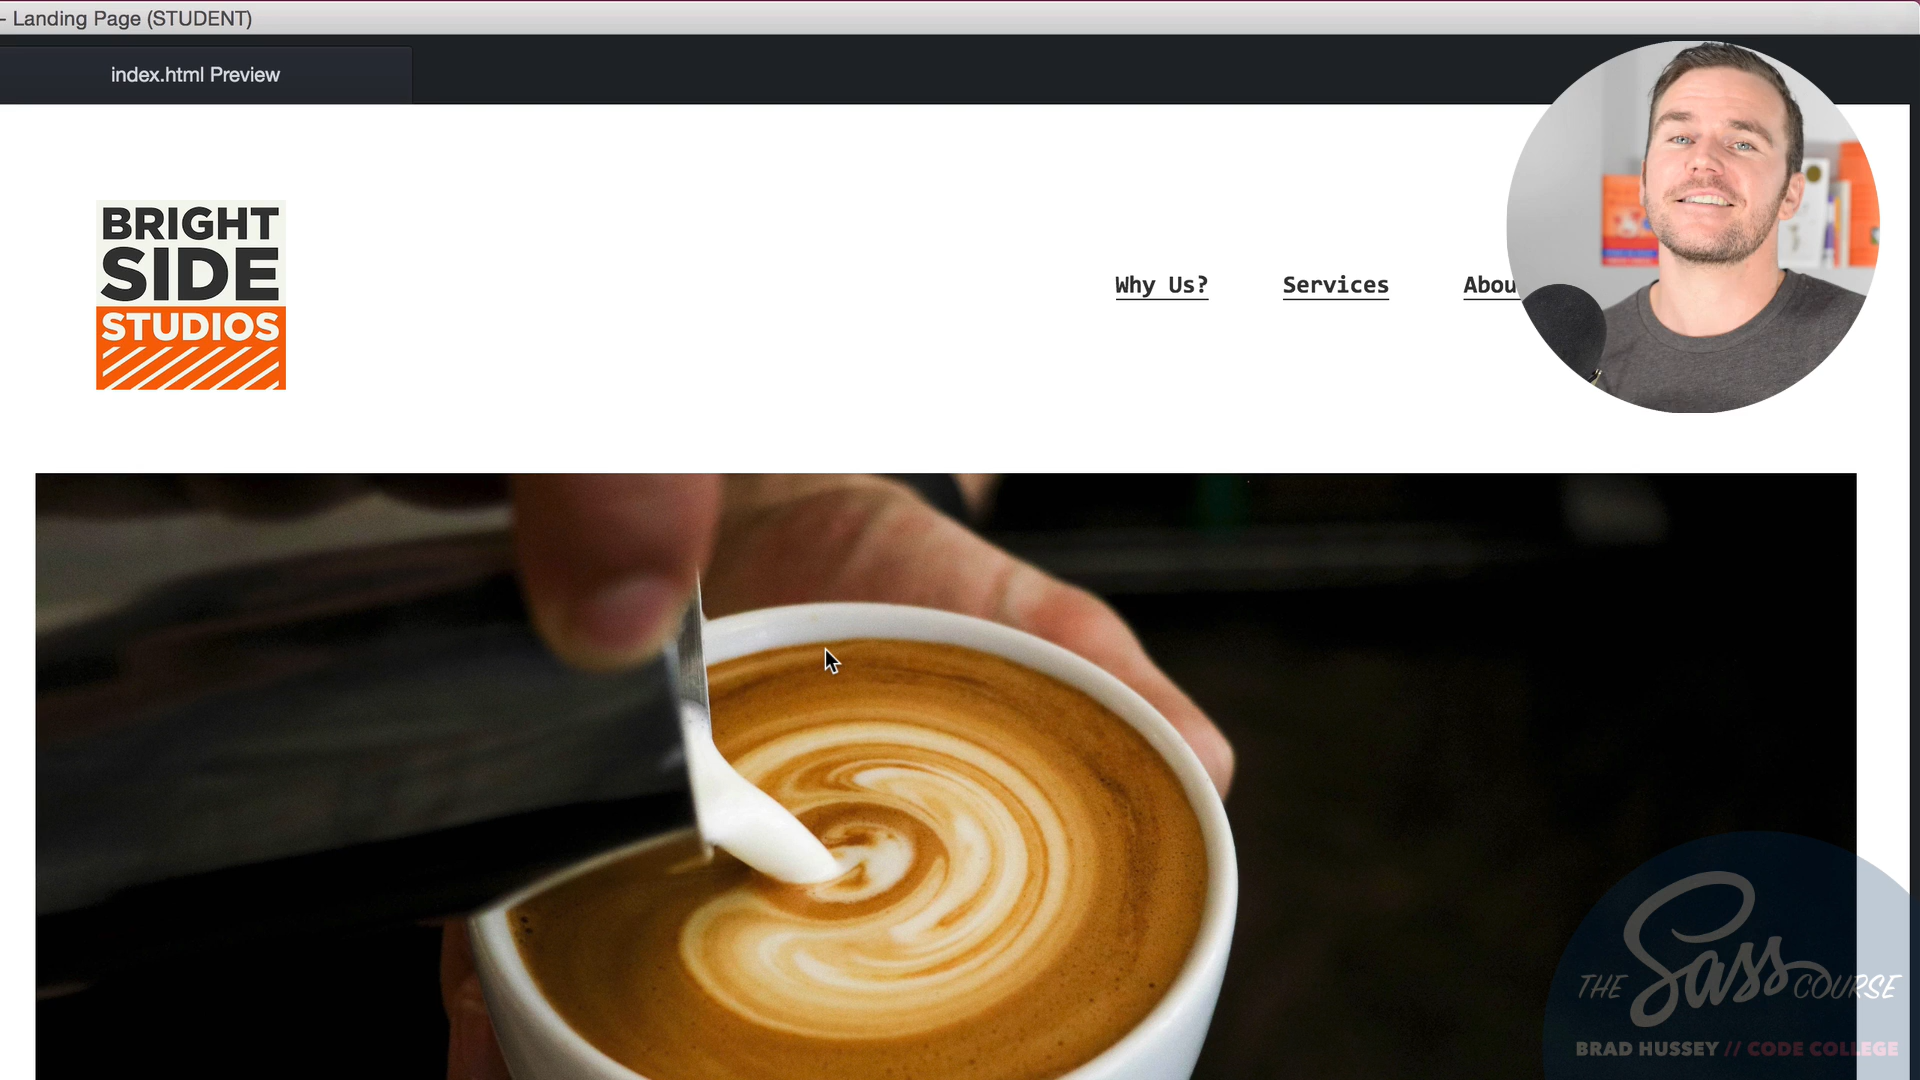 - Landing Page (STUDENT)
index.html Preview
BRIGHT
SIDE
STUDIOS
Why Us? Services Abou
THE Sass COURSE
BRAD HUSSEY // CODE COLLEGE